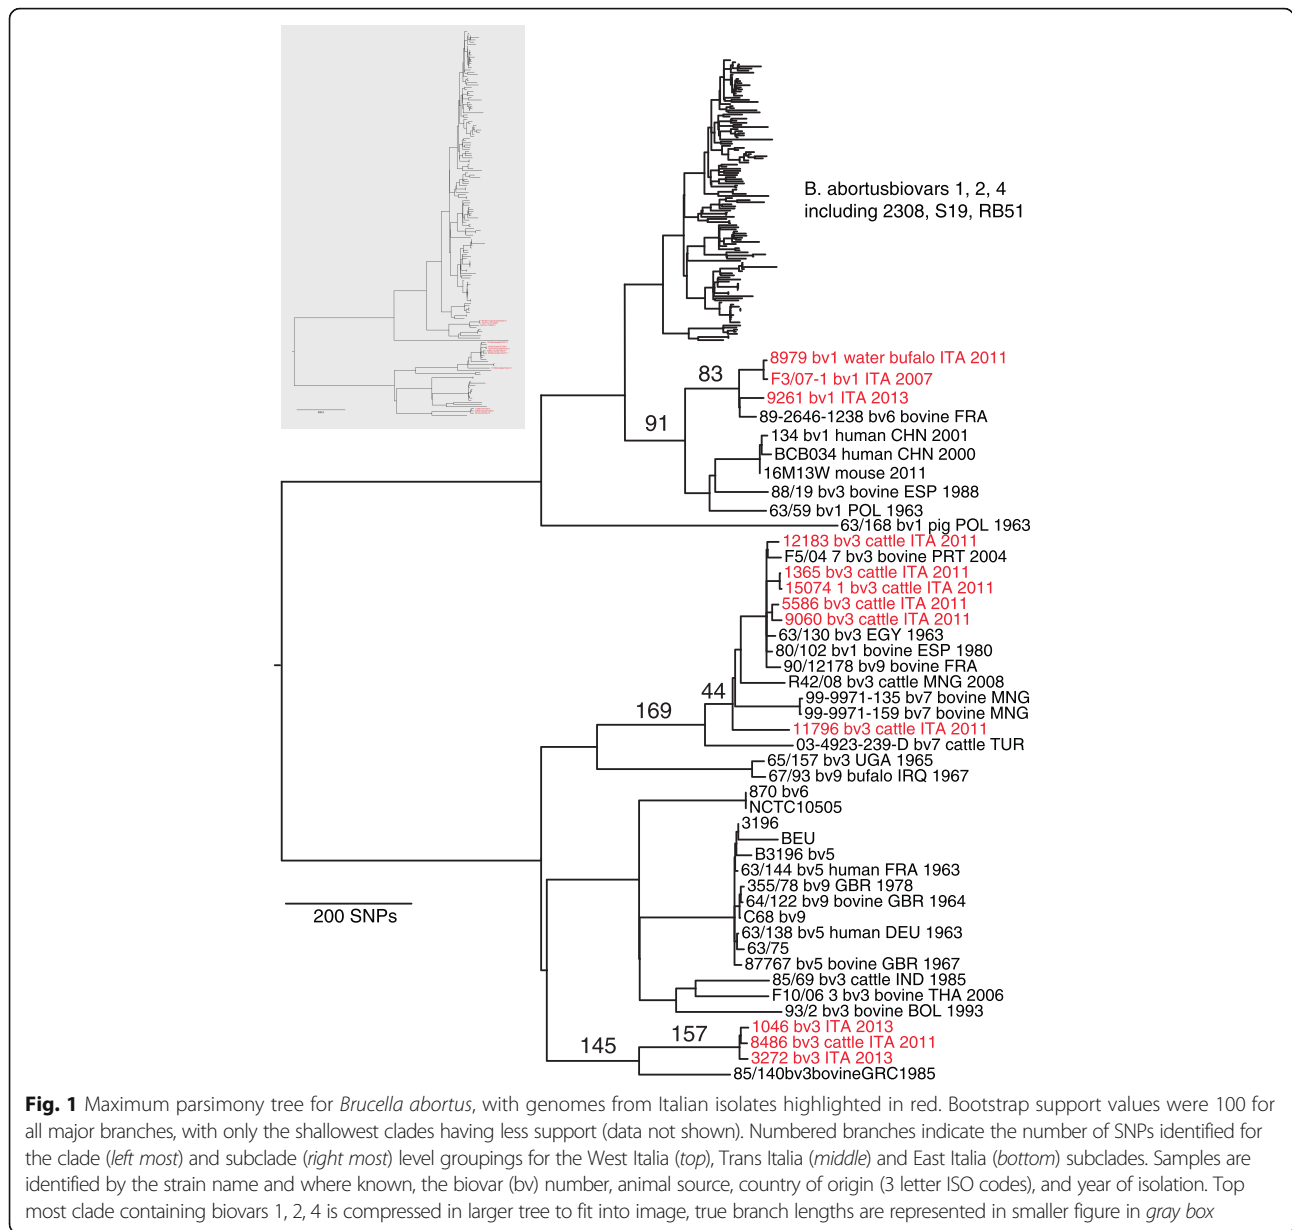 B. abortusbiovars 1, 2, 4
including 2308, S19, RB51
8979 bv1 water bufalo ITA 2011
83
F3/07-1 bv1 ITA 2007
9261 bv1 ITA 2013
89-2646-1238 bv6 bovine FRA
91
134 bv1 human CHN 2001
BCB034 human CHN 2000
16M13W mouse 2011
88/19 bv3 bovine ESP 1988
63/59 bv1 POL 1963
63/168 bv1 pig POL 1963
12183 bv3 cattle ITA 2011
F5/04 7 bv3 bovine PRT 2004
1365 bv3 cattle ITA 2011
15074 1 bv3 cattle ITA 2011
5586 bv3 cattle ITA 2011
9060 bv3 cattle ITA 2011
63/130 bv3 EGY 1963
80/102 bv1 bovine ESP 1980
90/12178 bv9 bovine FRA
R42/08 bv3 cattle MNG 2008
44
99-9971-135 bv7 bovine MNG
169
99-9971-159 bv7 bovine MNG
11796 bv3 cattle ITA 2011
03-4923-239-D bv7 cattle TUR
65/157 bv3 UGA 1965
67/93 bv9 bufalo IRQ 1967
870 bv6
NCTC10505
3196
BEU
B3196 bv5
63/144 bv5 human FRA 1963
355/78 bv9 GBR 1978
64/122 bv9 bovine GBR 1964
200 SNPs
C68 bv9
63/138 bv5 human DEU 1963
63/75
87767 bv5 bovine GBR 1967
85/69 bv3 cattle IND 1985
F10/06 3 bv3 bovine THA 2006
93/2 bv3 bovine BOL 1993
1046 bv3 ITA 2013
157
145
8486 bv3 cattle ITA 2011
3272 bv3 ITA 2013
85/140bv3bovineGRC1985
Fig. 1 Maximum parsimony tree for Brucella abortus, with genomes from Italian isolates highlighted in red. Bootstrap support values were 100 for
all major branches, with only the shallowest clades having less support (data not shown). Numbered branches indicate the number of SNPs identified for
the clade (left most) and subclade (right most) level groupings for the West Italia (top), Trans Italia (middle) and East Italia (bottom) subclades. Samples are
identified by the strain name and where known, the biovar (bv) number, animal source, country of origin (3 letter ISO codes), and year of isolation. Top
most clade containing biovars 1, 2, 4 is compressed in larger tree to fit into image, true branch lengths are represented in smaller figure in gray box